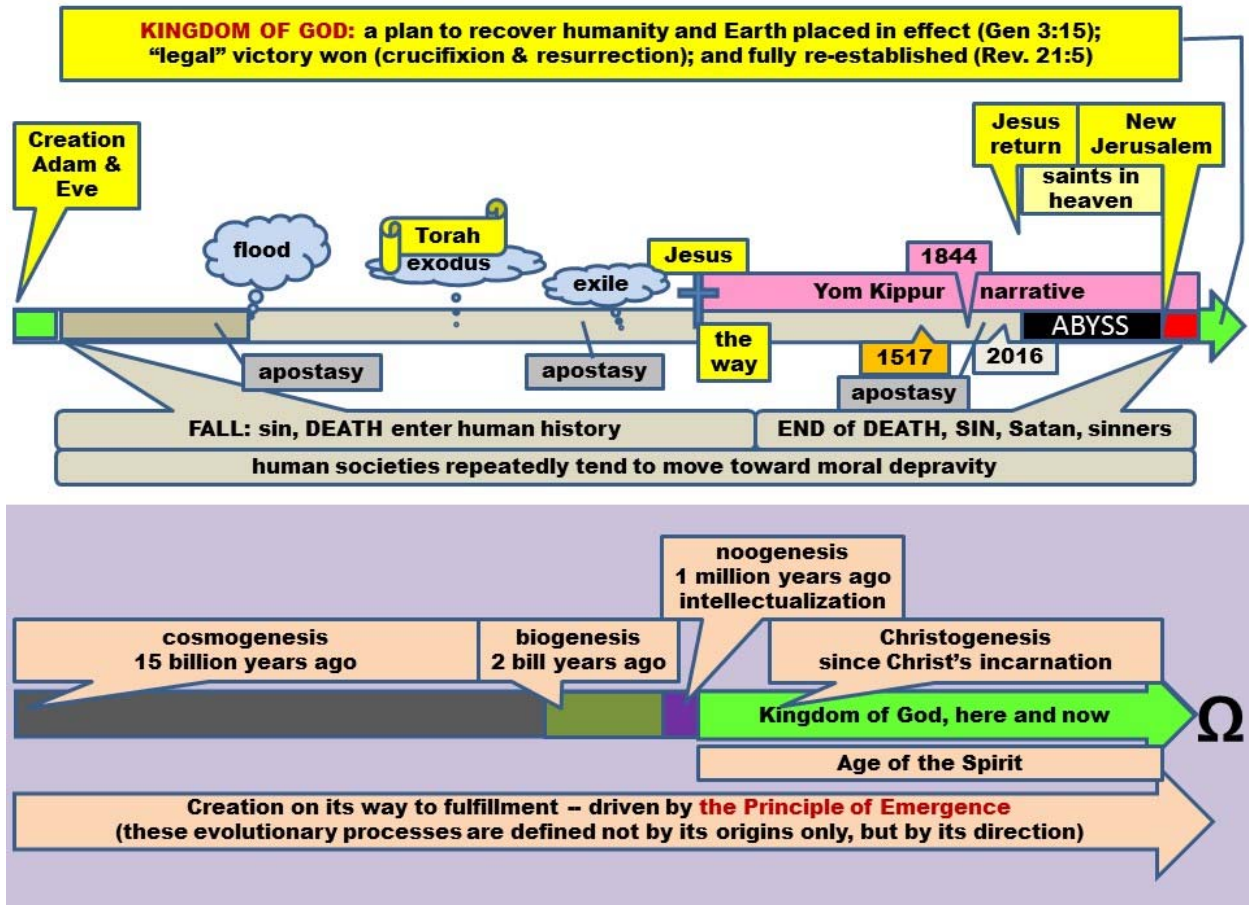 KINGDOM OF GOD: a plan to recover humanity and Earth placed in effect (Gen 3:15);
“legal” victory won (crucifixion & resurrection); and fully re-established (Rev. 21:5)
Creation
Adam &
Eve
flood
Torah
exodus
exile
Jesus
1844
Jesus
return
New
Jerusalem
saints in
heaven
Yom Kippur narrative
ABYSS
apostasy
apostasy
the
way
1517
2016
apostasy
FALL: sin, DEATH enter human history
END of DEATH, SIN, Satan, sinners
human societies repeatedly tend to move toward moral depravity
noogenesis
1 million years ago
intellectualization
cosmogenesis
15 billion years ago
biogenesis
2 bill years ago
Christogenesis
since Christ’s incarnation
Kingdom of God, here and now
Ω
Age of the Spirit
Creation on its way to fulfillment -- driven by the Principle of Emergence
(these evolutionary processes are defined not by its origins only, but by its direction)